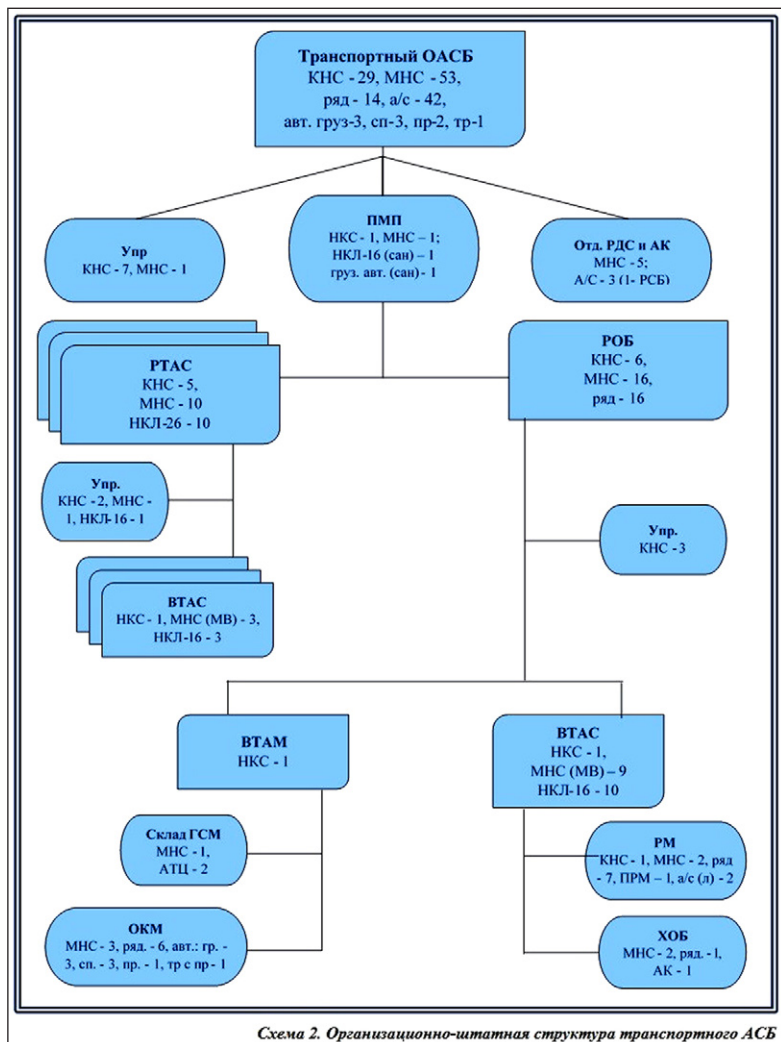 Транспортный ОАСБ
КНС - 29, МНС - 53,
ряд - 14, а/с - 42,
авт. груз-3, сп-3, пр-2, тр-1
Упр
КНС - 7, МНС - 1
ПМП
НКС - 1, МНС – 1;
НКЛ-16 (сан) – 1
груз. авт. (сан) - 1
Отд. РДС и АК
МНС - 5;
А/С - 3 (1- РСБ)
РТАС
КНС - 5,
МНС - 10
НКЛ-26 - 10
РОБ
КНС - 6,
МНС - 16,
ряд - 16
Упр.
КНС - 2, МНС -
1, НКЛ-16 - 1
Упр.
КНС - 3
ВТАС
НКС - 1, МНС (МВ) - 3,
НКЛ-16 - 3
ВТАМ
НКС - 1
ВТАС
НКС - 1,
МНС (МВ) – 9
НКЛ-16 - 10
Склад ГСМ
МНС - 1,
АТЦ - 2
РМ
КНС - 1, МНС - 2, ряд
- 7, ПРМ – 1, а/с (л) - 2
ОКМ
МНС - 3, ряд. - 6, авт.: гр. -
3, сп. - 3, пр. - 1, тр с пр - 1
ХОБ
МНС - 2, ряд. - 1,
АК - 1
Схема 2. Организационно-штатная структура транспортного АСБ